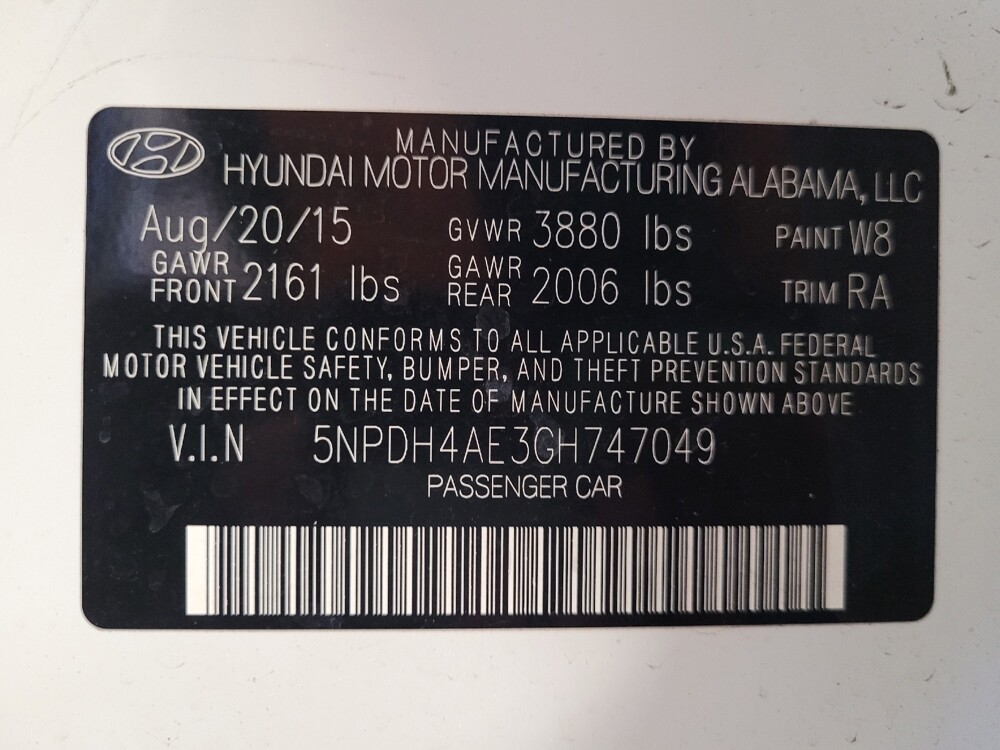 MANUFACTURED BY
HYUNDAI MOTOR MANUFACTURING ALABAMA, LLC
Aug/20/15 GVWR 3880 lbs PAINT W8
GAWR FRONT 2161 lbs GAWR REAR 2006 lbs TRIM RA
THIS VEHICLE CONFORMS TO ALL APPLICABLE U.S.A. FEDERAL
MOTOR VEHICLE SAFETY, BUMPER, AND THEFT PREVENTION STANDARDS
IN EFFECT ON THE DATE OF MANUFACTURE SHOWN ABOVE
V.I.N 5NPDH4AE3GH747049
PASSENGER CAR